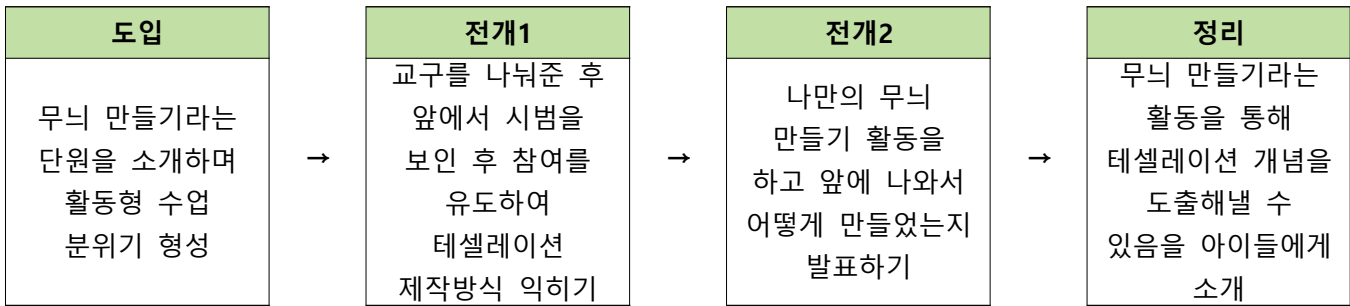 도입
무늬 만들기라는
단원을 소개하며
활동형 수업
분위기 형성
→
전개1
교구를 나눠준 후
앞에서 시범을
보인 후 참여를
유도하여
테셀레이션
제작방식 익히기
→
전개2
나만의 무늬
만들기 활동을
하고 앞에 나와서
어떻게 만들었는지
발표하기
→
정리
무늬 만들기라는
활동을 통해
테셀레이션 개념을
도출해낼 수
있음을 아이들에게
소개